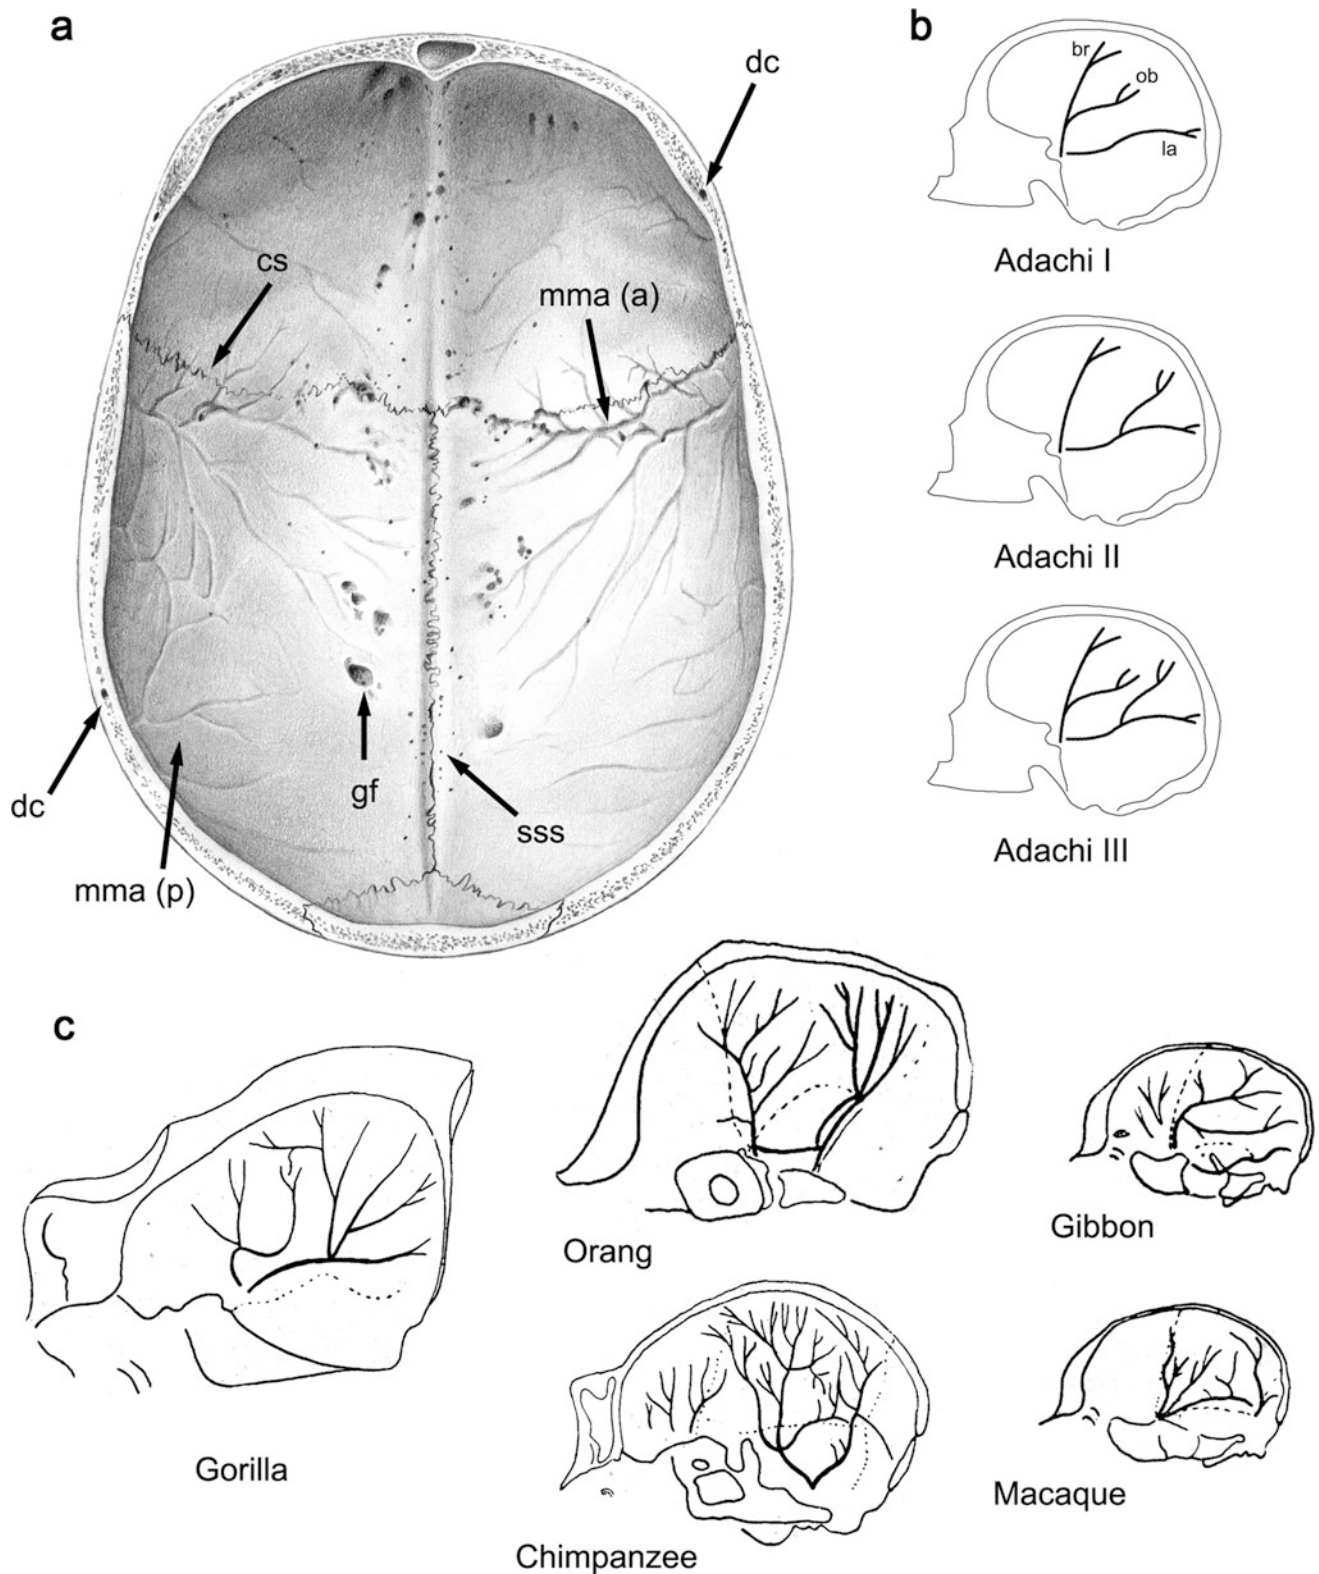 a
b
dc
cs
mma (a)
dc
mma (p)
gf
sss
br
ob
la
Adachi I
Adachi II
Adachi III
c
Gorilla
Orang
Gibbon
Chimpanzee
Macaque